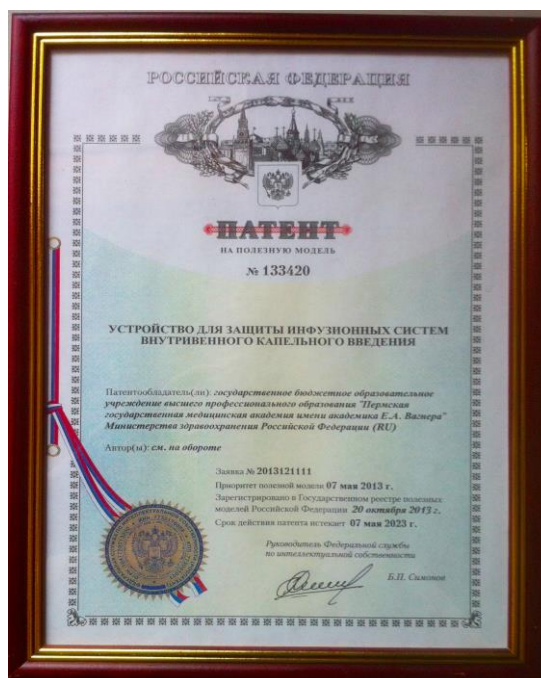 РОССИЙСКАЯ ФЕДЕРАЦИЯ
ПАТЕНТ
НА ПОЛЕЗНУЮ МОДЕЛЬ
№ 133420
УСТРОЙСТВО ДЛЯ ЗАЩИТЫ ИНФУЗИОННЫХ СИСТЕМ
ВНУТРИВЕННОГО КАПЕЛЬНОГО ВВЕДЕНИЯ
Патентообладатель(ли): государственное бюджетное образовательное
учреждение высшего профессионального образования "Пермская
государственная медицинская академия имени академика Е.А. Вагнера"
Министерства здравоохранения Российской Федерации (RU)
Автор(ы): см. на обороте
Заявка № 2013121111
Приоритет полезной модели 07 мая 2013 г.
Зарегистрировано в Государственном реестре полезных
моделей Российской Федерации 20 октября 2013 г.
Срок действия патента истекает 07 мая 2023 г.
Руководитель Федеральной службы
по интеллектуальной собственности
Б.П. Симонов